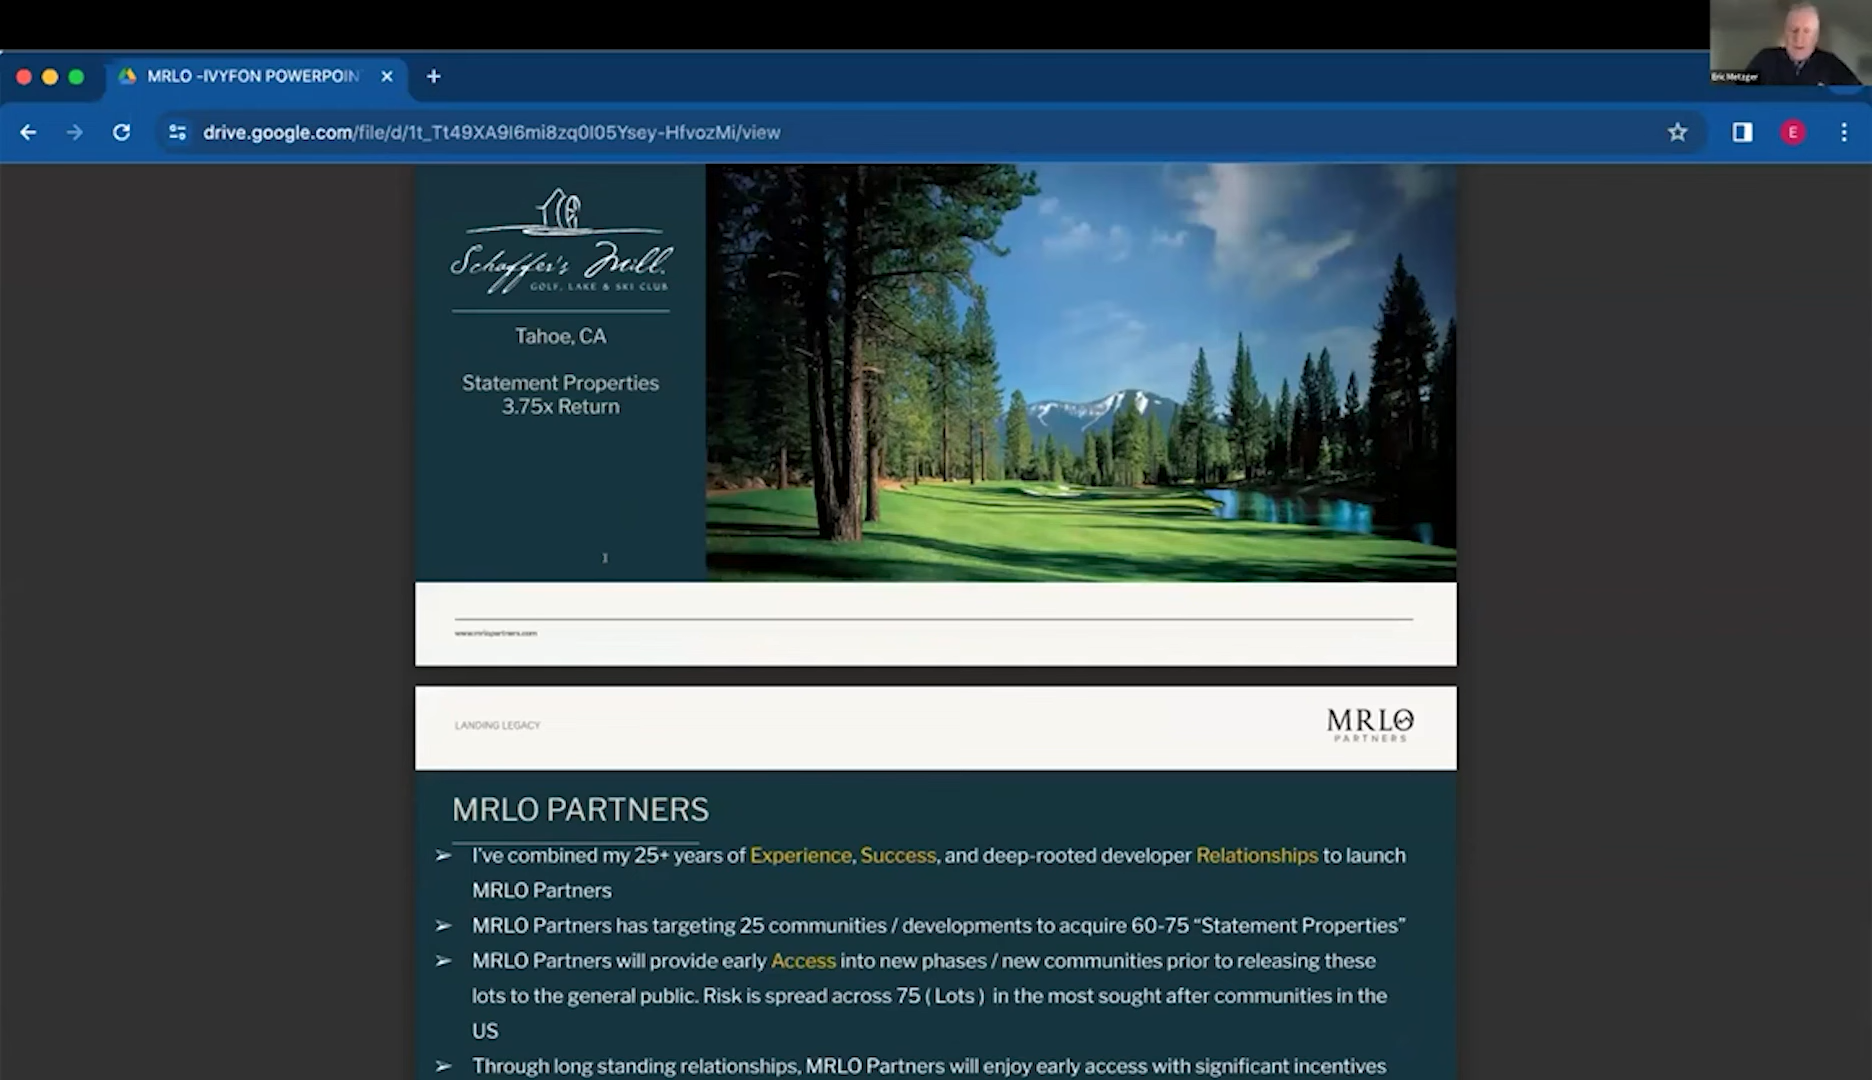 Eric Metzger
MRLO -IVYFON POWERPOIN
drive.google.com/file/d/1t_Tt49XA9I6mi8zq0I05Ysey-HfvozMi/view
E
Schaffer's Mill.
GOLF, LAKE & SKI CLUB
Tahoe, CA
Statement Properties
3.75x Return
www.mrlopartners.com
LANDING LEGACY
MRLO
PARTNERS
MRLO PARTNERS
➢ I've combined my 25+ years of Experience, Success, and deep-rooted developer Relationships to launch
MRLO Partners
➢ MRLO Partners has targeting 25 communities / developments to acquire 60-75 “Statement Properties”
➢ MRLO Partners will provide early Access into new phases / new communities prior to releasing these
lots to the general public. Risk is spread across 75 ( Lots ) in the most sought after communities in the
US
➢ Through long standing relationships, MRLO Partners will enjoy early access with significant incentives